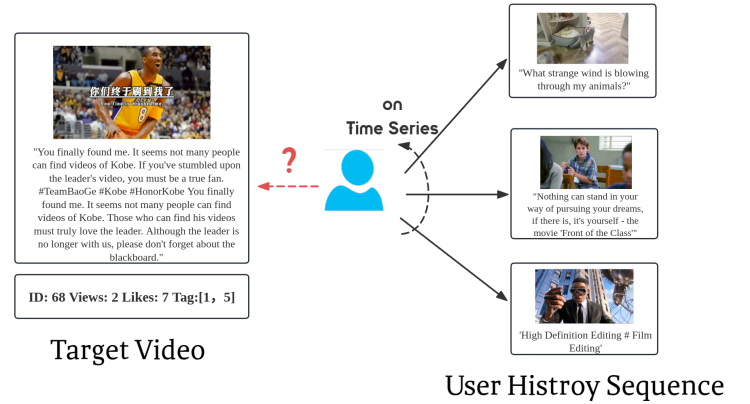 你们终于刷到我了
"You finally found me. It seems not many people
can find videos of Kobe. If you've stumbled upon
the leader's video, you must be a true fan.
#TeamBaoGe #Kobe #HonorKobe You finally
found me. It seems not many people can find
videos of Kobe. Those who can find his videos
must truly love the leader. Although the leader is
no longer with us, please don't forget about the
blackboard."
ID: 68 Views: 2 Likes: 7 Tag:[1，5]
Target Video
?
on
Time Series
"What strange wind is blowing
through my animals?"
"Nothing can stand in your
way of pursuing your dreams,
if there is, it's yourself - the
movie 'Front of the Class'"
'High Definition Editing # Film
Editing'
User Histroy Sequence